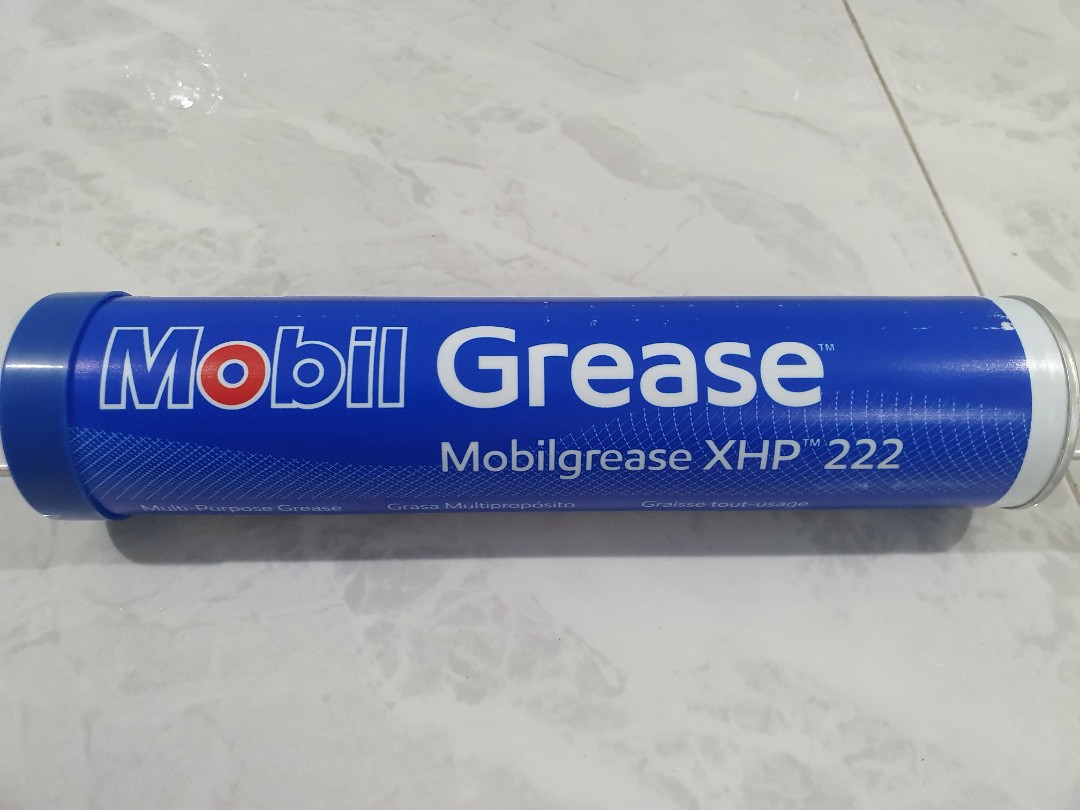 Mobil Grease™
Mobilgrease XHP™ 222
Multi-Purpose Grease Grasa Multipropósito Graisse tout-usage